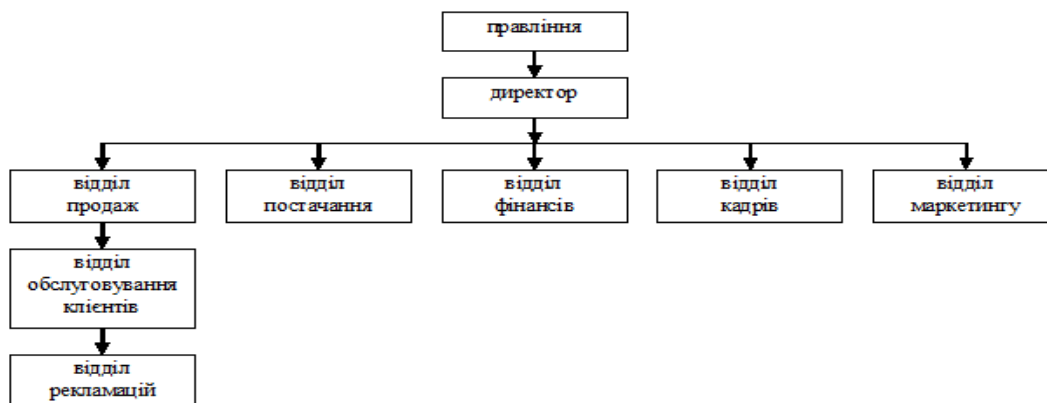 правління
директор
відділ
продаж
відділ
постачання
відділ
фінансів
відділ
кадрів
відділ
маркетингу
відділ
обслуговування
клієнтів
відділ
рекламацій